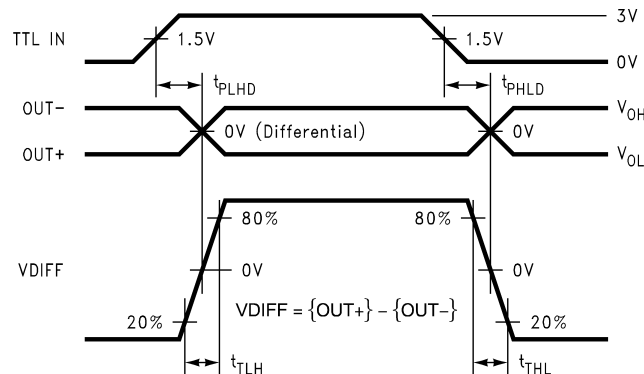 3V
TTL IN
1.5V
1.5V
0V
tPLHD
tPHLD
OUT-
VOH
0V (Differential)
0V
OUT+
VOL
80%
80%
VDIFF
0V
0V
VDIFF = {OUT+} - {OUT-}
20%
20%
tTLH
tTHL